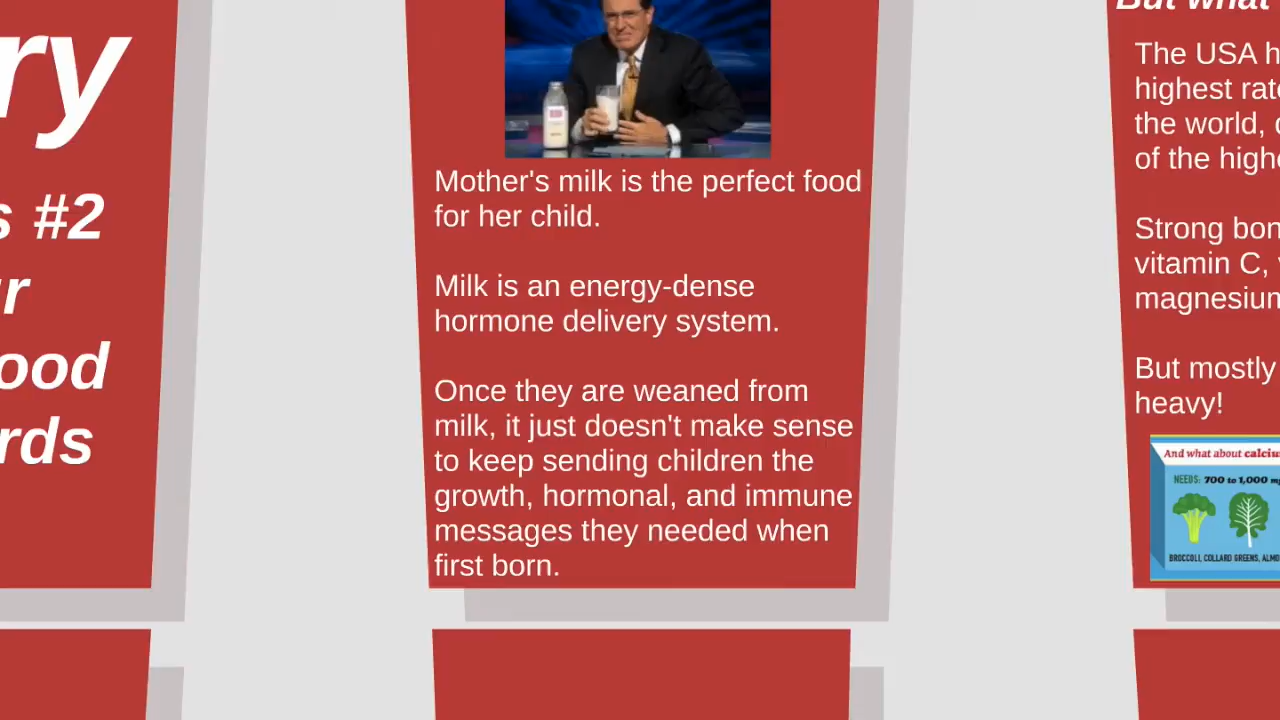 ry
s #2
ur
ood
rds
Mother's milk is the perfect food
for her child.
Milk is an energy-dense
hormone delivery system.
Once they are weaned from
milk, it just doesn't make sense
to keep sending children the
growth, hormonal, and immune
messages they needed when
first born.
But what
The USA h
highest rat
the world,
of the high
Strong bon
vitamin C,
magnesiu
But mostly
heavy!
And what about calciu
NEEDS: 700 to 1,000 m
BROCCOLI, COLLARD GREENS, ALMO